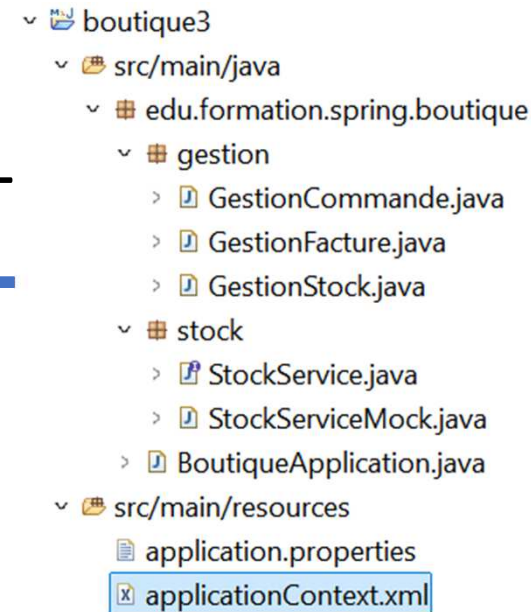 boutique3
src/main/java
edu.formation.spring.boutique
gestion
GestionCommande.java
GestionFacture.java
GestionStock.java
stock
StockService.java
StockServiceMock.java
BoutiqueApplication.java
src/main/resources
application.properties
applicationContext.xml